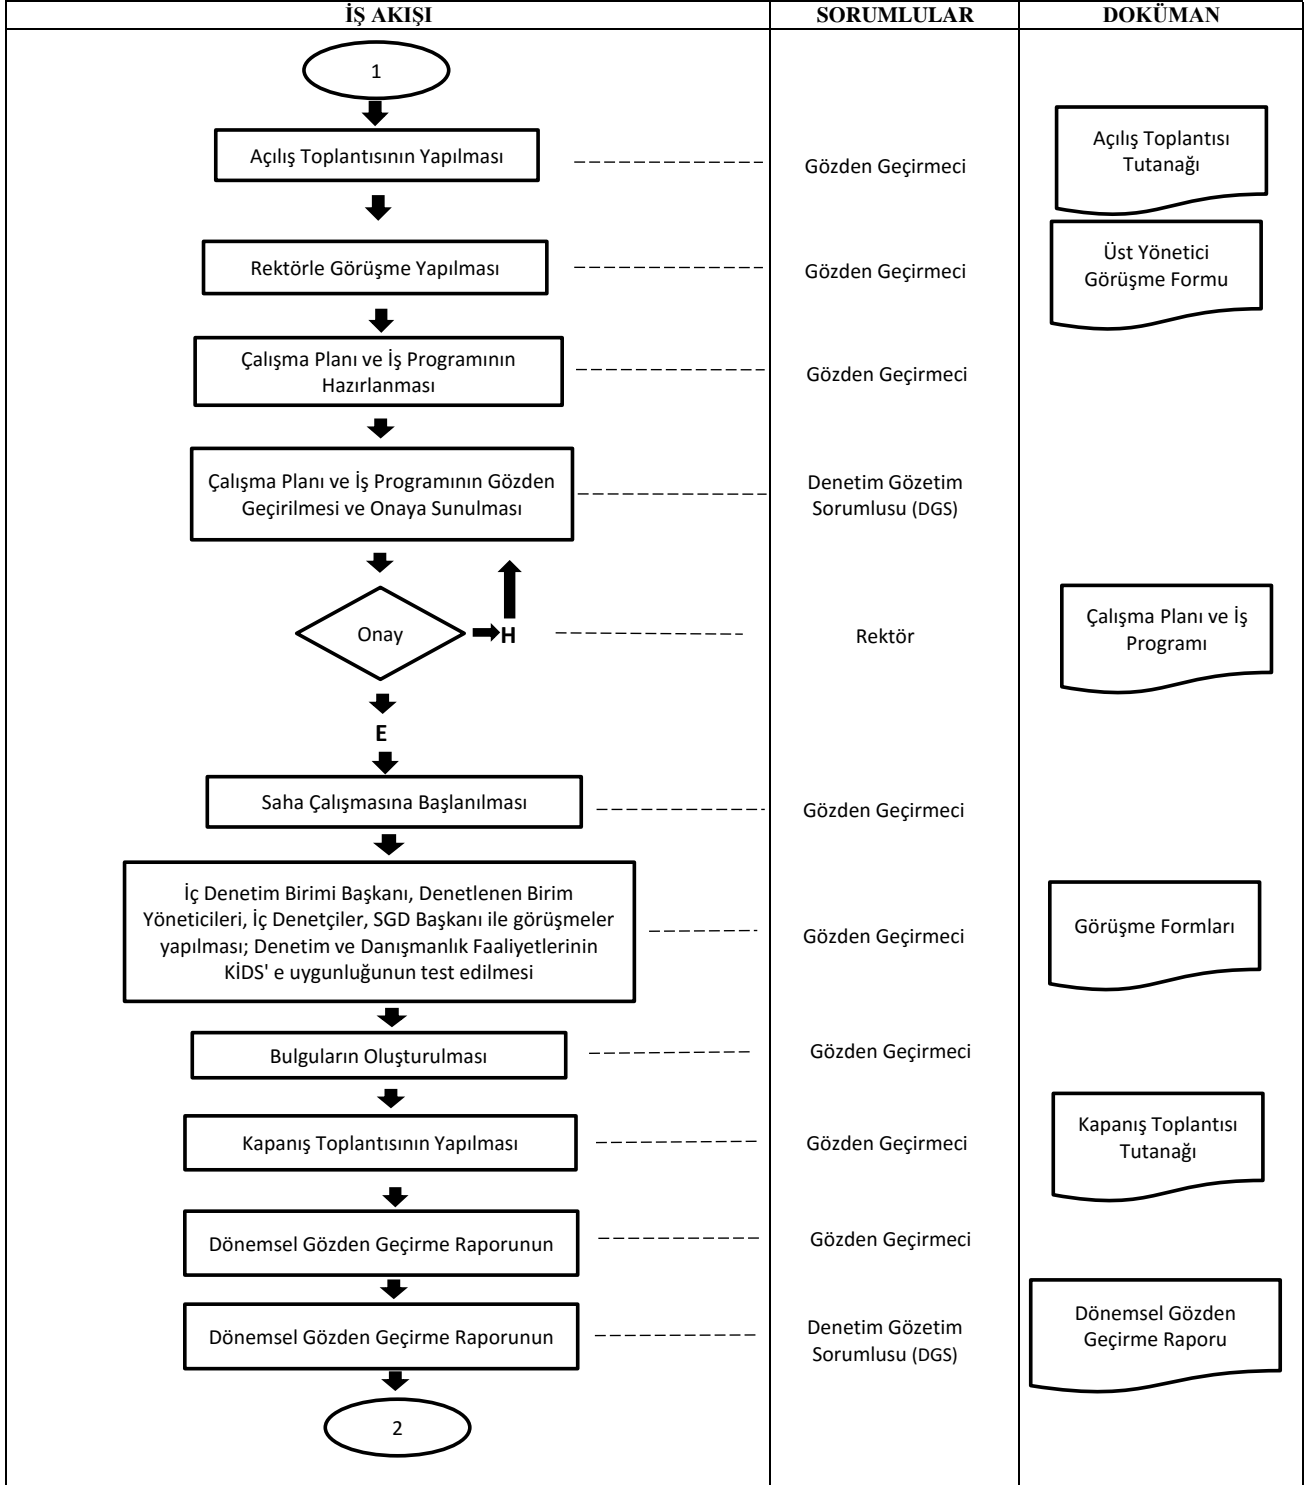 İŞ AKIŞI
SORUMLULAR
DOKÜMAN
1
Açılış Toplantısının Yapılması
Gözden Geçirmeci
Açılış Toplantısı
Tutanağı
Rektörle Görüşme Yapılması
Gözden Geçirmeci
Üst Yönetici
Görüşme Formu
Çalışma Planı ve İş Programının
Hazırlanması
Gözden Geçirmeci
Çalışma Planı ve İş Programının Gözden
Geçirilmesi ve Onaya Sunulması
Denetim Gözetim
Sorumlusu (DGS)
Onay
H
Rektör
Çalışma Planı ve İş
Programı
E
Saha Çalışmasına Başlanılması
Gözden Geçirmeci
İç Denetim Birimi Başkanı, Denetlenen Birim
Yöneticileri, İç Denetçiler, SGD Başkanı ile görüşmeler
yapılması; Denetim ve Danışmanlık Faaliyetlerinin
KİDS' e uygunluğunun test edilmesi
Gözden Geçirmeci
Görüşme Formları
Bulguların Oluşturulması
Gözden Geçirmeci
Kapanış Toplantısının Yapılması
Gözden Geçirmeci
Kapanış Toplantısı
Tutanağı
Dönemsel Gözden Geçirme Raporunun
Gözden Geçirmeci
Dönemsel Gözden Geçirme Raporunun
Denetim Gözetim
Sorumlusu (DGS)
Dönemsel Gözden
Geçirme Raporu
2